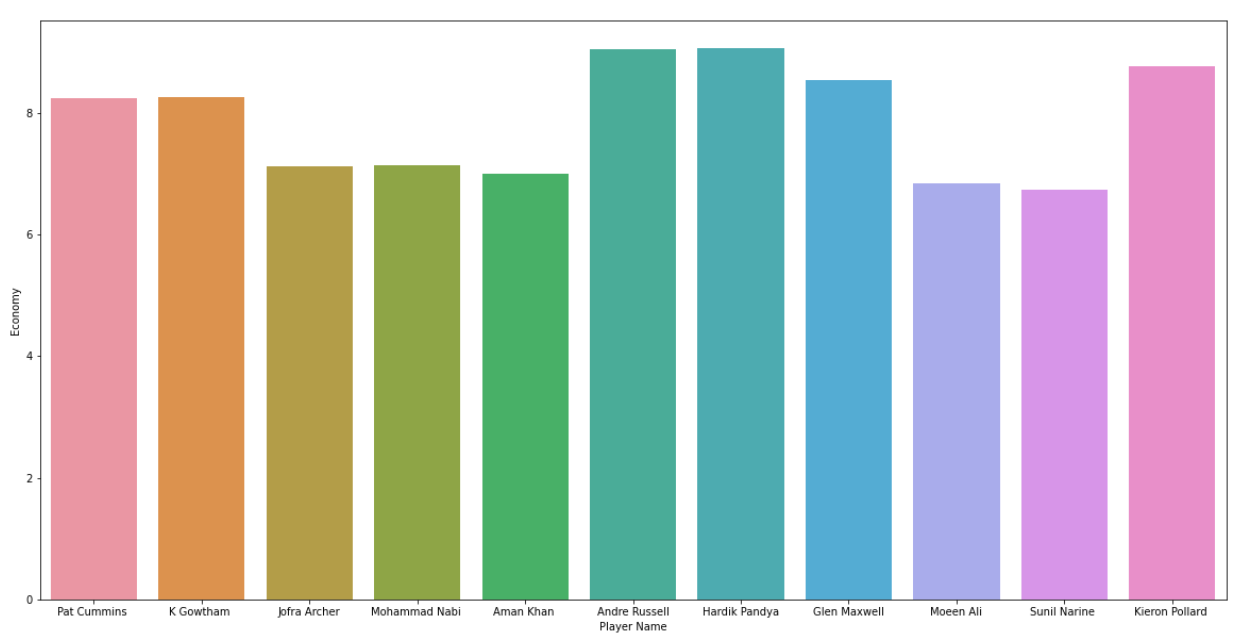 Economy
8
6
4
2
0
Pat Cummins K Gowtham Jofra Archer Mohammad Nabi Aman Khan Andre Russell Hardik Pandya Glen Maxwell Moeen Ali Sunil Narine Kieron Pollard
Player Name